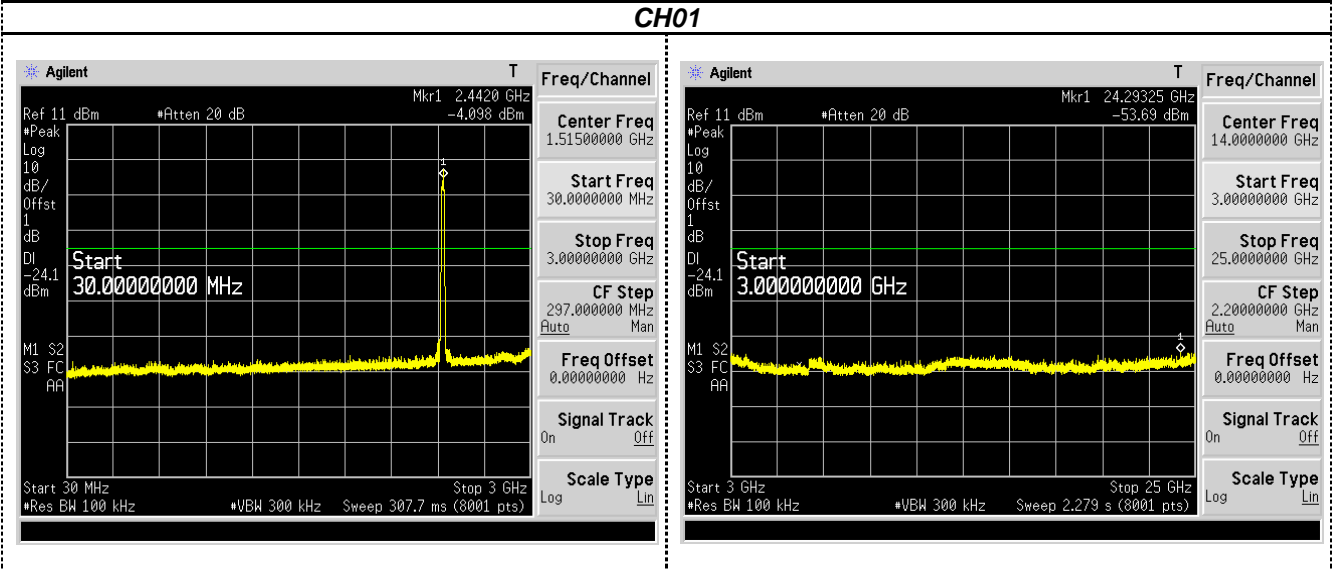 CH01
Agilent T
Mkr1 2.4420 GHz
Ref 11 dBm #Atten 20 dB -4.098 dBm
#Peak
Log
10
dB/
Offst
1
dB
DI
-24.1
dBm
M1 S2
S3 FC
AA
1
Start
30.00000000 MHz
Start 30 MHz Stop 3 GHz
#Res BW 100 kHz #VBW 300 kHz Sweep 307.7 ms (8001 pts)
Freq/Channel
Center Freq
1.51500000 GHz
Start Freq
30.0000000 MHz
Stop Freq
3.00000000 GHz
CF Step
297.000000 MHz
Auto Man
Freq Offset
0.00000000 Hz
Signal Track
On Off
Scale Type
Log Lin
Agilent T
Mkr1 24.29325 GHz
Ref 11 dBm #Atten 20 dB -53.69 dBm
#Peak
Log
10
dB/
Offst
1
dB
DI
-24.1
dBm
M1 S2
S3 FC
AA
1
Start
3.000000000 GHz
Start 3 GHz Stop 25 GHz
#Res BW 100 kHz #VBW 300 kHz Sweep 2.279 s (8001 pts)
Freq/Channel
Center Freq
14.0000000 GHz
Start Freq
3.00000000 GHz
Stop Freq
25.0000000 GHz
CF Step
2.20000000 GHz
Auto Man
Freq Offset
0.00000000 Hz
Signal Track
On Off
Scale Type
Log Lin